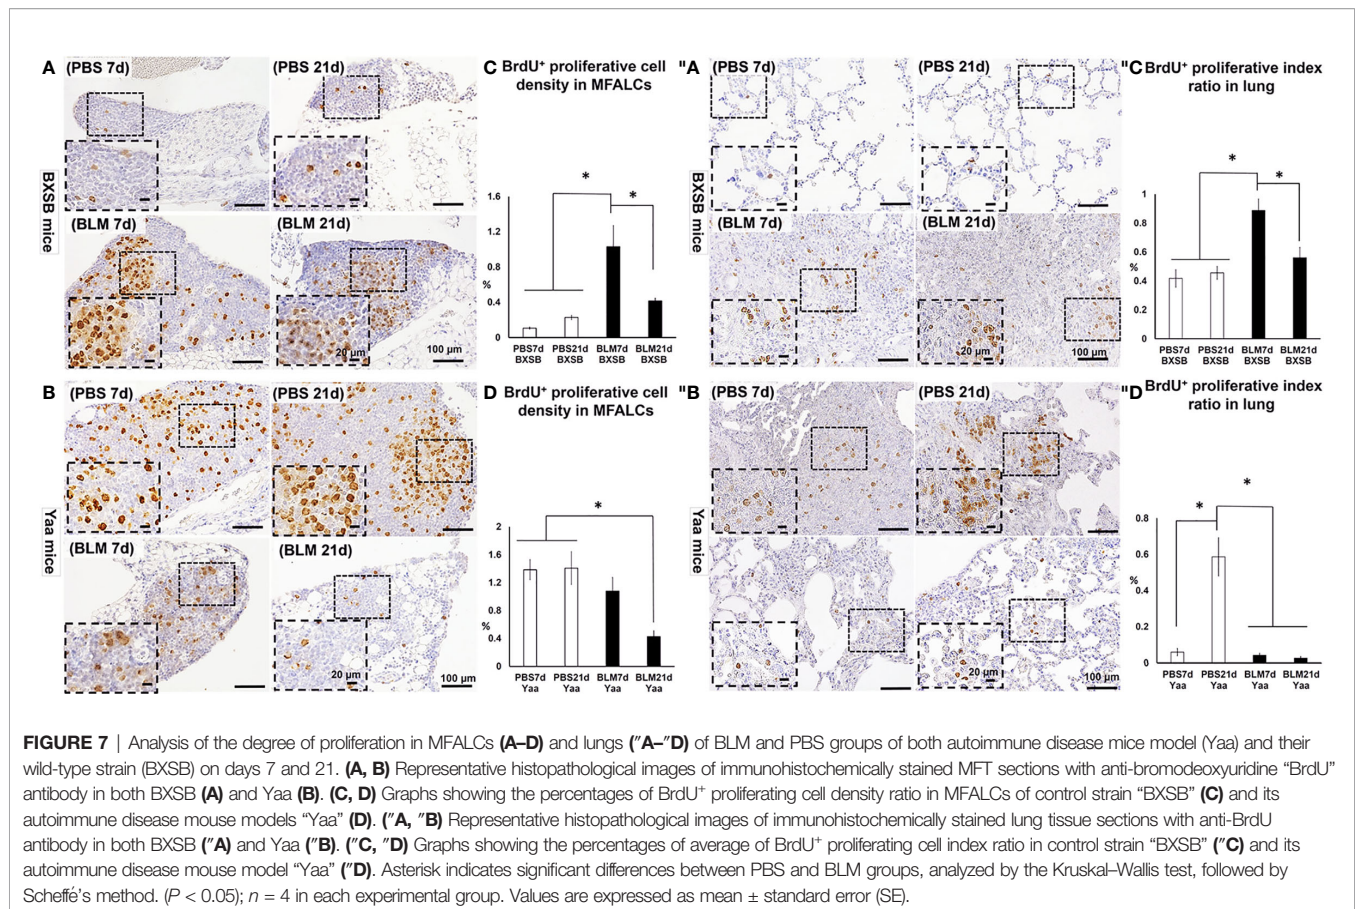 A
(PBS 7d)
(PBS 21d)
BXSB mice
(BLM 7d)
(BLM 21d)
20 µm
100 µm
C BrdU⁺ proliferative cell
density in MFALCs
1.6
1.2
0.8
%
0.4
0
*
*
PBS7d PBS21d BLM7d BLM21d
BXSB BXSB BXSB BXSB
"A
(PBS 7d)
(PBS 21d)
BXSB mice
(BLM 7d)
(BLM 21d)
20 µm
100 µm
"C BrdU⁺ proliferative index
ratio in lung
1
0.8
0.6
%
0.4
0.2
0
*
*
PBS7d PBS21d BLM7d BLM21d
BXSB BXSB BXSB BXSB
B
(PBS 7d)
(PBS 21d)
Yaa mice
(BLM 7d)
(BLM 21d)
20 µm
100 µm
D BrdU⁺ proliferative cell
density in MFALCs
2
1.6
1.2
0.8
%
0.4
0
*
PBS7d PBS21d BLM7d BLM21d
Yaa Yaa Yaa Yaa
"B
(PBS 7d)
(PBS 21d)
Yaa mice
20 µm
100 µm
"D BrdU⁺ proliferative index
ratio in lung
0.8
0.6
%
0.4
0.2
0
*
*
PBS7d PBS21d BLM7d BLM21d
Yaa Yaa Yaa Yaa
FIGURE 7 | Analysis of the degree of proliferation in MFALCs (A–D) and lungs (″A–″D) of BLM and PBS groups of both autoimmune disease mice model (Yaa) and their
wild-type strain (BXSB) on days 7 and 21. (A, B) Representative histopathological images of immunohistochemically stained MFT sections with anti-bromodeoxyuridine “BrdU”
antibody in both BXSB (A) and Yaa (B). (C, D) Graphs showing the percentages of BrdU⁺ proliferating cell density ratio in MFALCs of control strain “BXSB” (C) and its
autoimmune disease mouse models “Yaa” (D). (″A, ″B) Representative histopathological images of immunohistochemically stained lung tissue sections with anti-BrdU
antibody in both BXSB (″A) and Yaa (″B). (″C, ″D) Graphs showing the percentages of average of BrdU⁺ proliferating cell index ratio in control strain “BXSB” (″C) and its
autoimmune disease mouse model “Yaa” (″D). Asterisk indicates significant differences between PBS and BLM groups, analyzed by the Kruskal–Wallis test, followed by
Scheffé’s method. (P < 0.05); n = 4 in each experimental group. Values are expressed as mean ± standard error (SE).